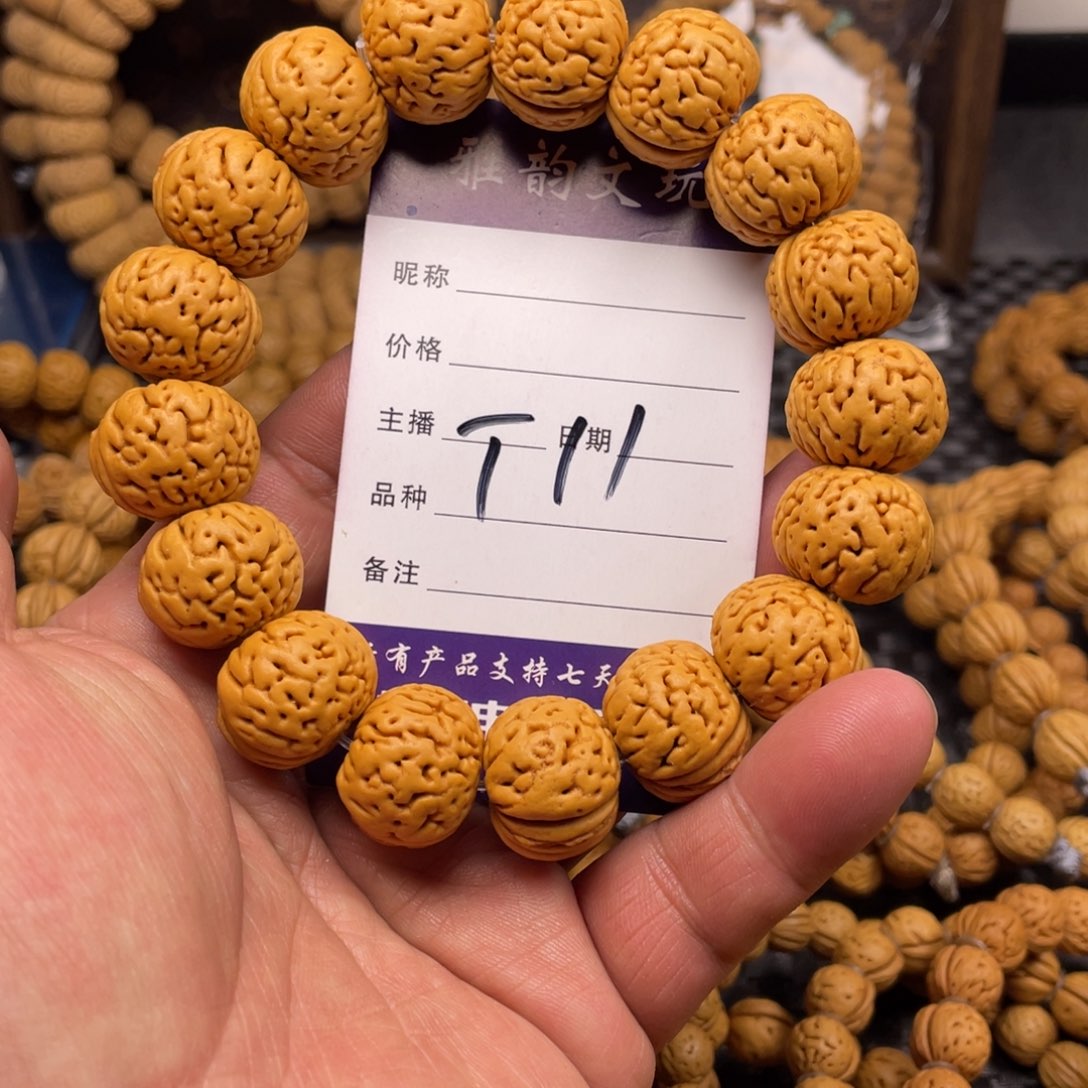 雅韵文玩
昵称
价格
主播 T11 日期
品种
备注
有产品支持七天